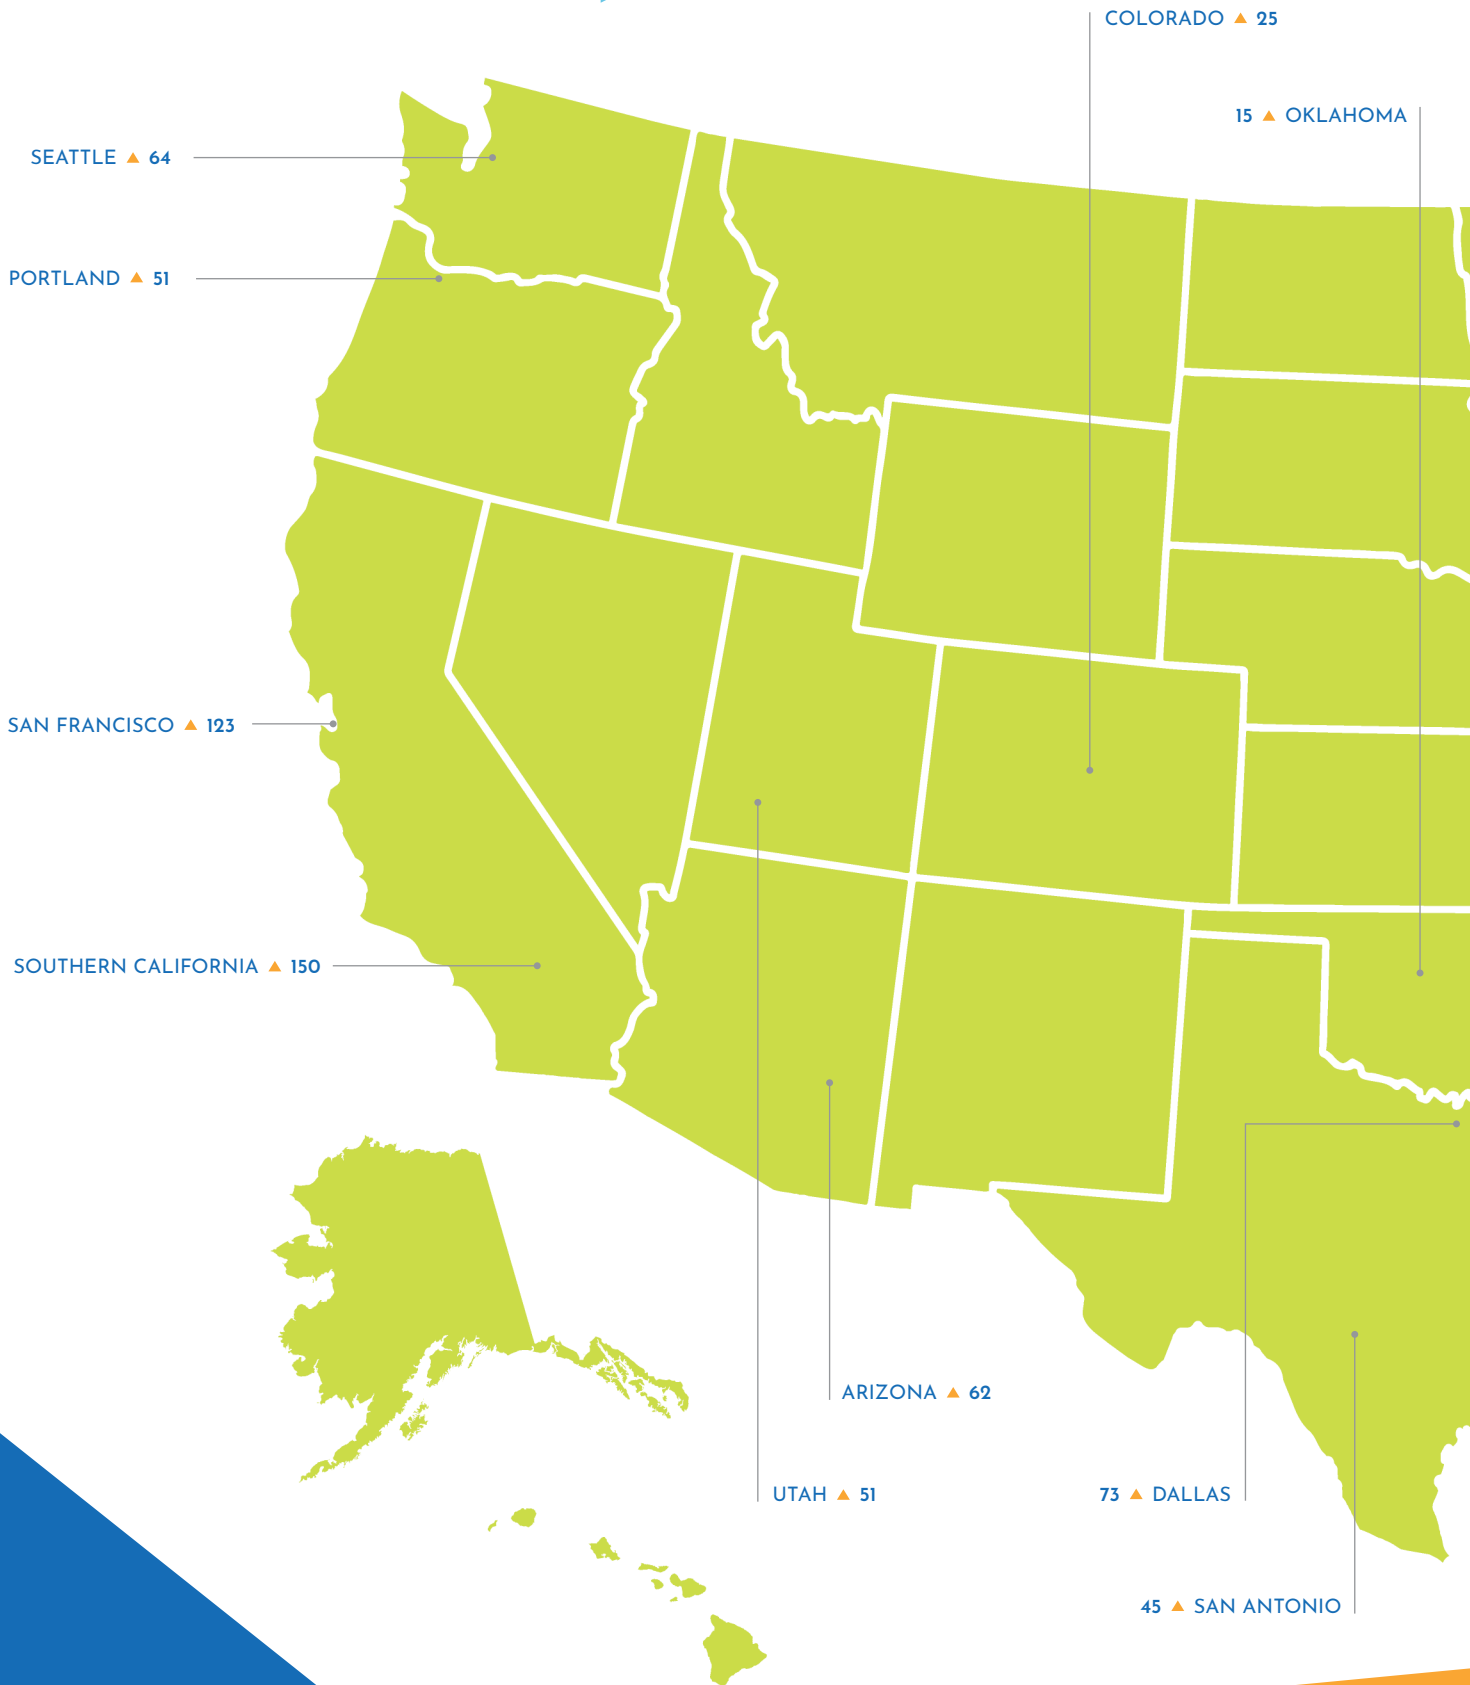 COLORADO ▲ 25
15 ▲ OKLAHOMA
SEATTLE ▲ 64
PORTLAND ▲ 51
SAN FRANCISCO ▲ 123
SOUTHERN CALIFORNIA ▲ 150
ARIZONA ▲ 62
UTAH ▲ 51
73 ▲ DALLAS
45 ▲ SAN ANTONIO